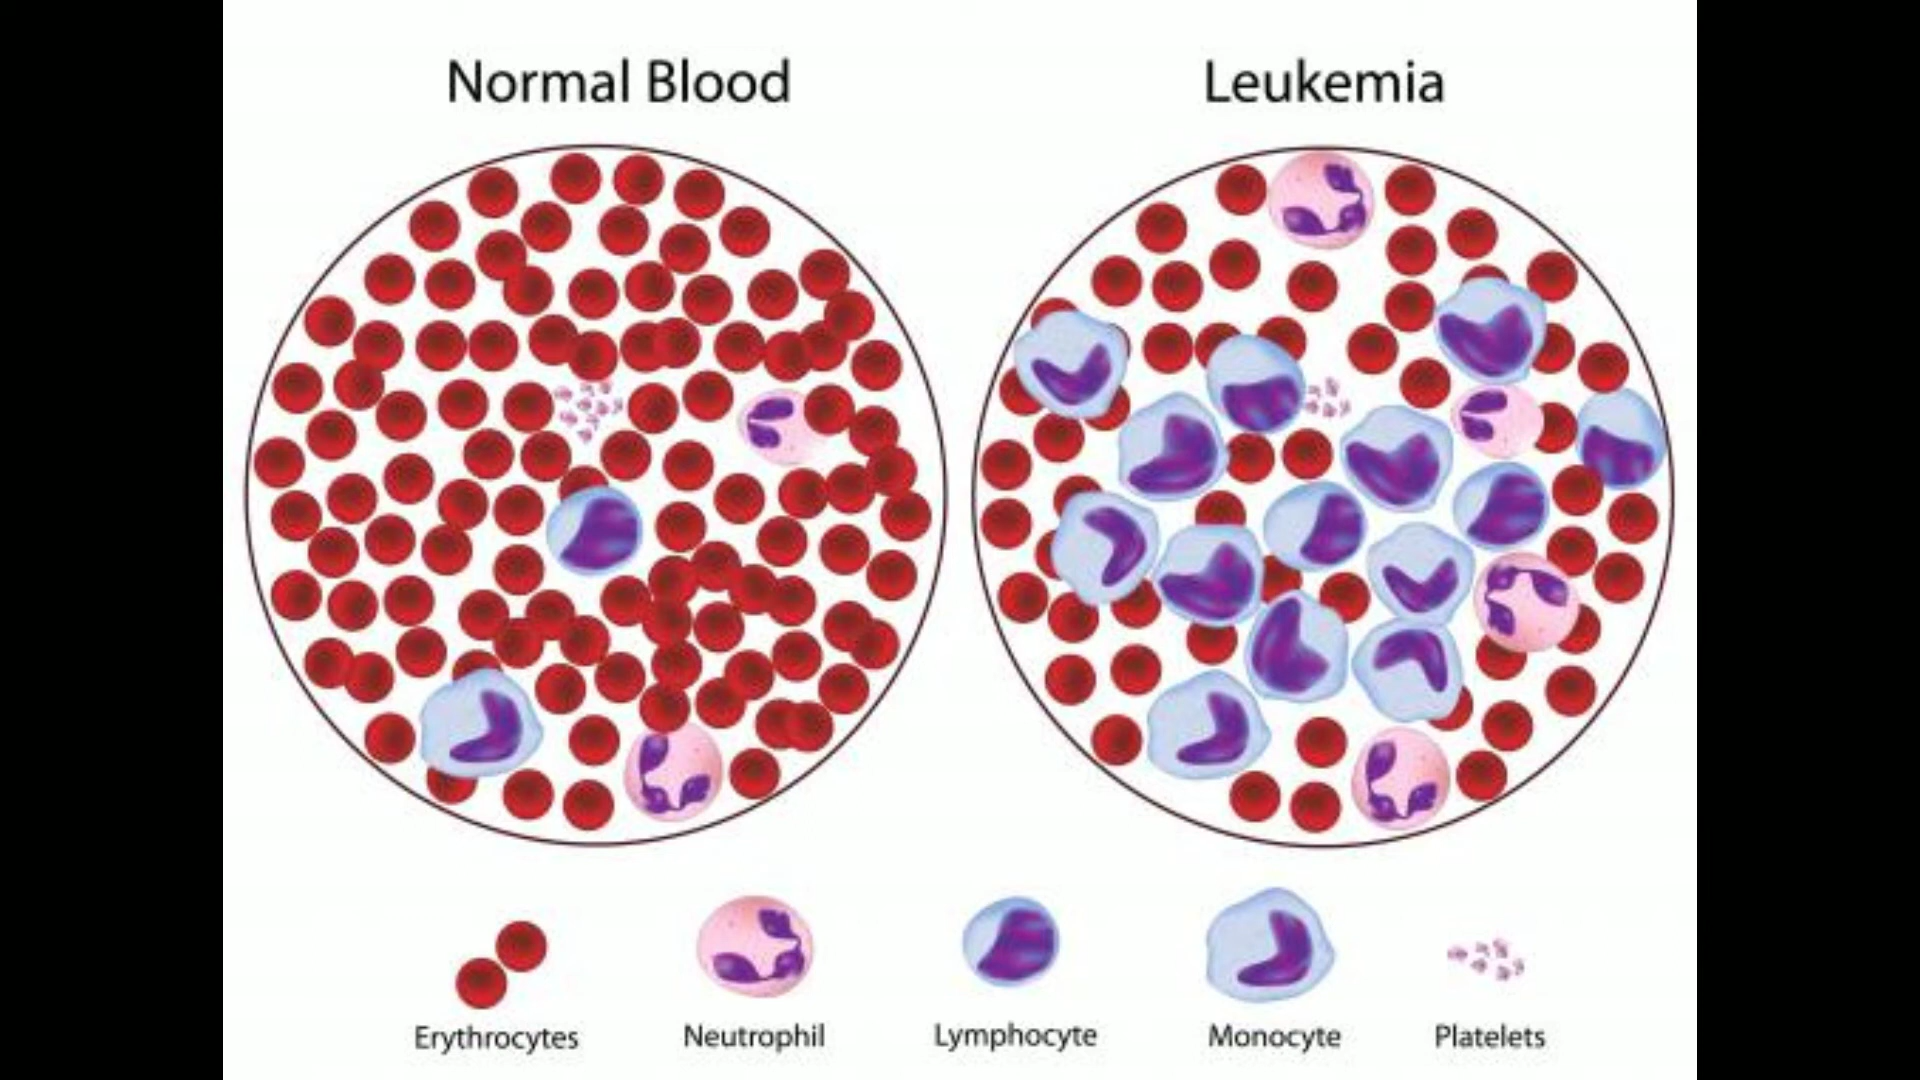 Normal Blood
Leukemia
Erythrocytes
Neutrophil
Lymphocyte
Monocyte
Platelets